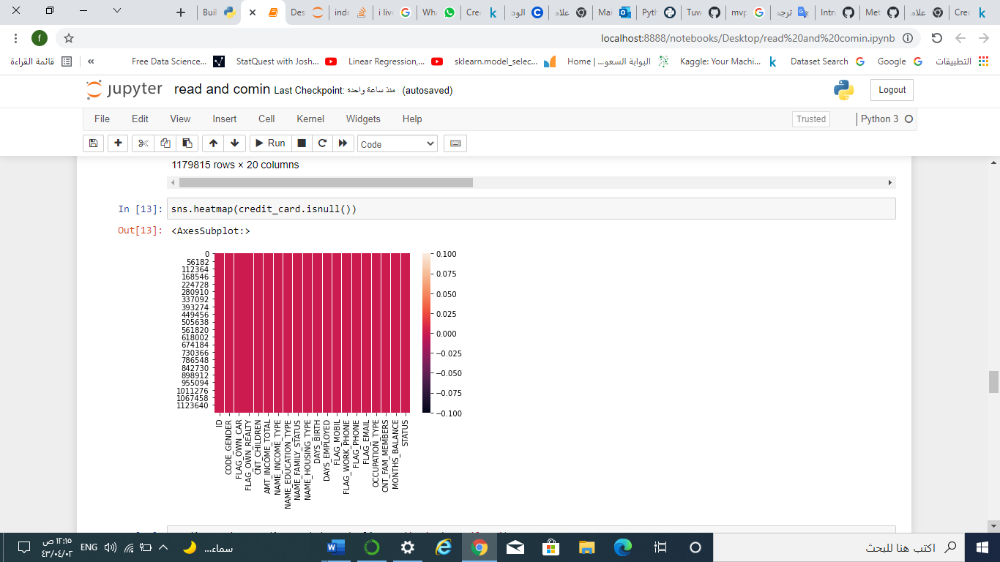 Buil
Des
inde
i live
Wha
Crec
الود
علاه
Mai
Pyth
Tuw
mvp
ترجـ
Intru
Met
علاه
Crec
f
localhost:8888/notebooks/Desktop/read%20and%20comin.ipynb
قائمة القراءة
«
Free Data Science...
StatQuest with Josh...
Linear Regression,...
sklearn.model_selec...
Home | البوابة السعو...
Kaggle: Your Machi...
Dataset Search
Google
التطبيقات
jupyter
read and comin Last Checkpoint: منذ ساعة واحدة (autosaved)
Logout
File Edit View Insert Cell Kernel Widgets Help
Trusted
Python 3
Run
Code
1179815 rows × 20 columns
In [13]: sns.heatmap(credit_card.isnull())
Out[13]: <AxesSubplot:>
0
56182
112364
168546
224728
280910
337092
393274
449456
505638
561820
618002
674184
730366
786548
842730
898912
955094
1011276
1067458
1123640
0.100
0.075
0.050
0.025
0.000
−0.025
−0.050
−0.075
−0.100
ID
CODE_GENDER
FLAG_OWN_CAR
FLAG_OWN_REALTY
CNT_CHILDREN
AMT_INCOME_TOTAL
NAME_INCOME_TYPE
NAME_EDUCATION_TYPE
NAME_FAMILY_STATUS
NAME_HOUSING_TYPE
DAYS_BIRTH
DAYS_EMPLOYED
FLAG_MOBIL
FLAG_WORK_PHONE
FLAG_PHONE
FLAG_EMAIL
OCCUPATION_TYPE
CNT_FAM_MEMBERS
MONTHS_BALANCE
STATUS
١٢:١٥ ص
٤٣/٠٤/٠٢
ENG
سماء...
اكتب هنا للبحث